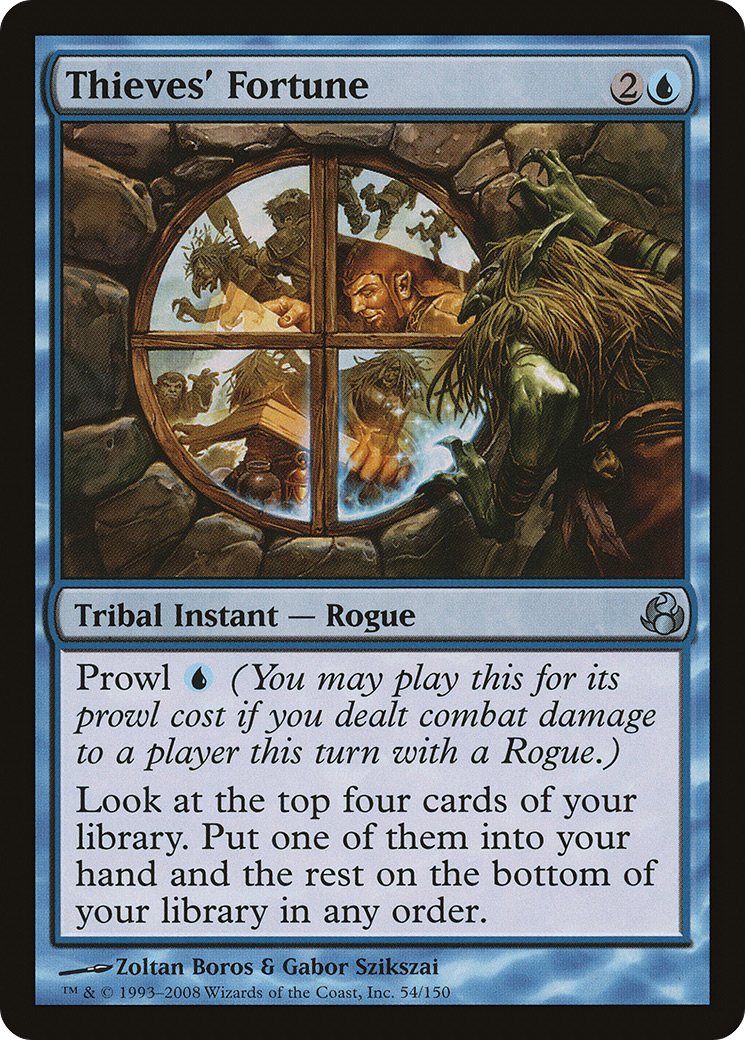 Thieves' Fortune 2
Tribal Instant — Rogue
Prowl (You may play this for its
prowl cost if you dealt combat damage
to a player this turn with a Rogue.)
Look at the top four cards of your
library. Put one of them into your
hand and the rest on the bottom of
your library in any order.
Zoltan Boros & Gabor Szikszai
™ & © 1993–2008 Wizards of the Coast, Inc. 54/150